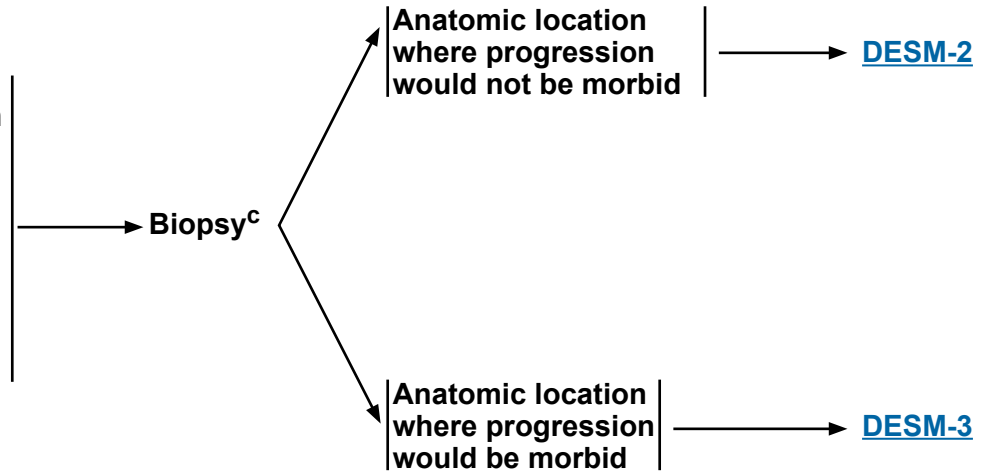 Anatomic location
where progression
would not be morbid
DESM-2
Biopsyc
Anatomic location
where progression
would be morbid
DESM-3